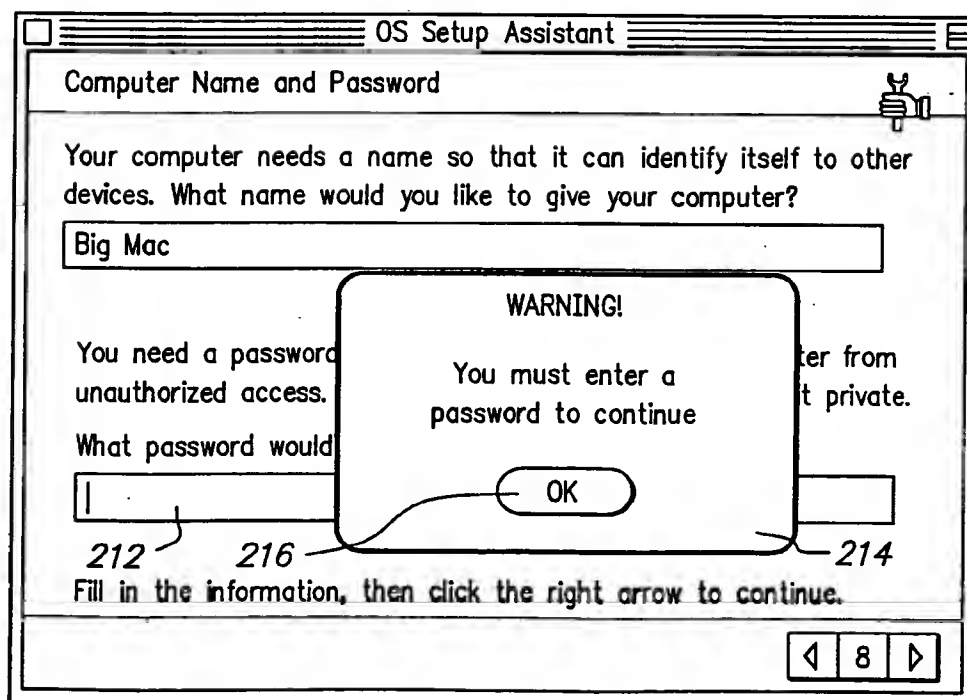 OS Setup Assistant
Computer Name and Password
Your computer needs a name so that it can identify itself to other
devices. What name would you like to give your computer?
Big Mac
WARNING!
You must enter a
password to continue
OK
You need a password
ter from
unauthorized access.
it private.
What password would
212
216
214
Fill in the information, then click the right arrow to continue.
8